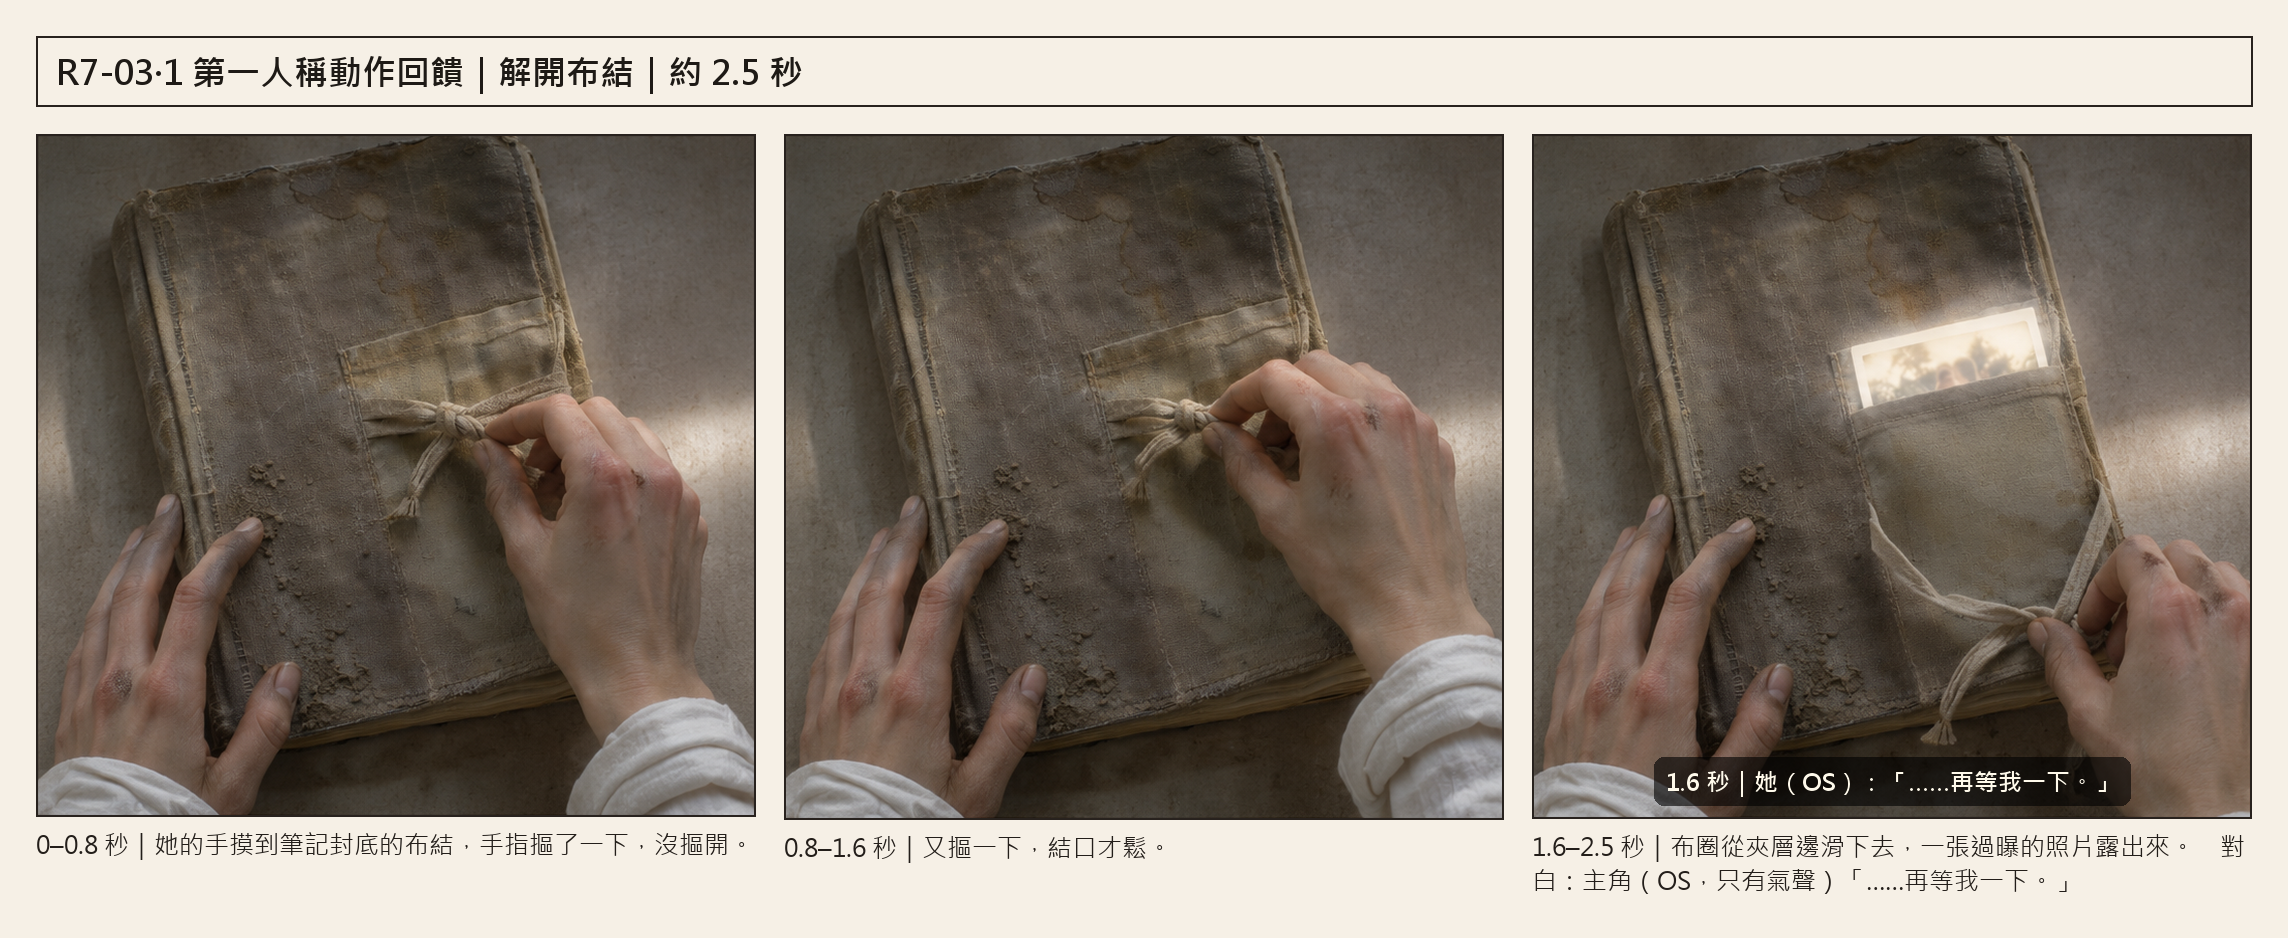 R7-03·1 第一人稱動作回饋｜解開布結｜約 2.5 秒
1.6 秒｜她（OS）：「……再等我一下。」
0–0.8 秒｜她的手摸到筆記封底的布結，手指摳了一下，沒摳開。
0.8–1.6 秒｜又摳一下，結口才鬆。
1.6–2.5 秒｜布圈從夾層邊滑下去，一張過曝的照片露出來。　對
白：主角（OS，只有氣聲）「……再等我一下。」